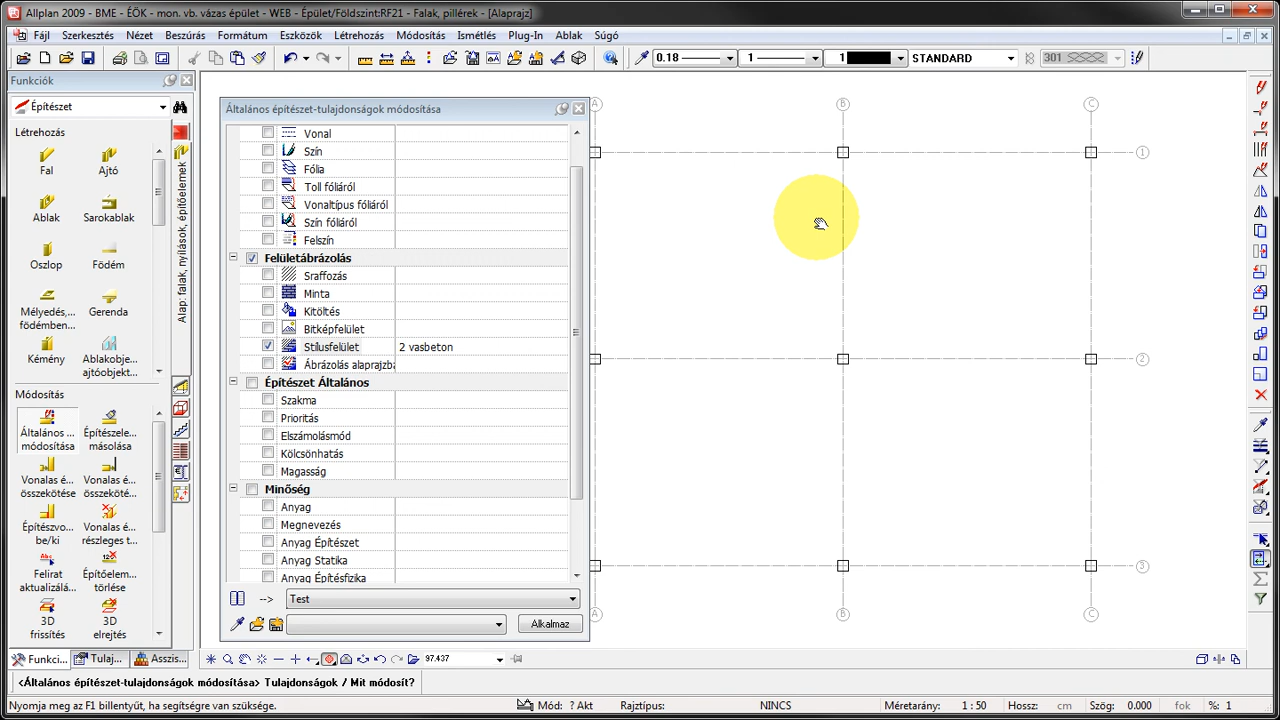 Allplan 2009 - BME - ÉÖK - mon. vb. vázas épület - WEB - Épület/Földszint:RF21 - Falak, pillérek - [Alaprajz]
Fájl Szerkesztés Nézet Beszúrás Formátum Eszközök Létrehozás Módosítás Ismétlés Plug-In Ablak Súgó
0.18 1 1 STANDARD 301
Funkciók
Építészet
Létrehozás
Fal Ajtó
Ablak Sarokablak
Oszlop Födém
Mélyedés,... födémben...
Gerenda
Kémény
Ablakobje... ajtóobjekt...
Alap: falak, nyílások, építőelemek
Módosítás
Általános ... módosítása
Építészele... másolása
Vonalas é... összekötése
Vonalas é... összeköté...
Építészvo... be/ki
Vonalas é... részleges t...
Felirat aktualizálá...
Építőelem... törlése
3D frissítés
3D elrejtés
Funkci... Tulaj... Asszis...
Általános építészet-tulajdonságok módosítása
Vonal
Szín
Fólia
Toll fóliáról
Vonaltípus fóliáról
Szín fóliáról
Felszín
Felületábrázolás
Sraffozás
Minta
Kitöltés
Bitképfelület
Stílusfelület 2 vasbeton
Ábrázolás alaprajzba
Építészet Általános
Szakma
Prioritás
Elszámolásmód
Kölcsönhatás
Magasság
Minőség
Anyag
Megnevezés
Anyag Építészet
Anyag Statika
Anyag Építésfizika
--> Test
Alkalmaz
A B C
1
2
3
A B C
97.437
<Általános építészet-tulajdonságok módosítása> Tulajdonságok / Mit módosít?
Nyomja meg az F1 billentyűt, ha segítségre van szüksége. Mód: ? Akt Rajztípus: NINCS Méretarány: 1 : 50 Hossz: cm Szög: 0.000 fok %: 1